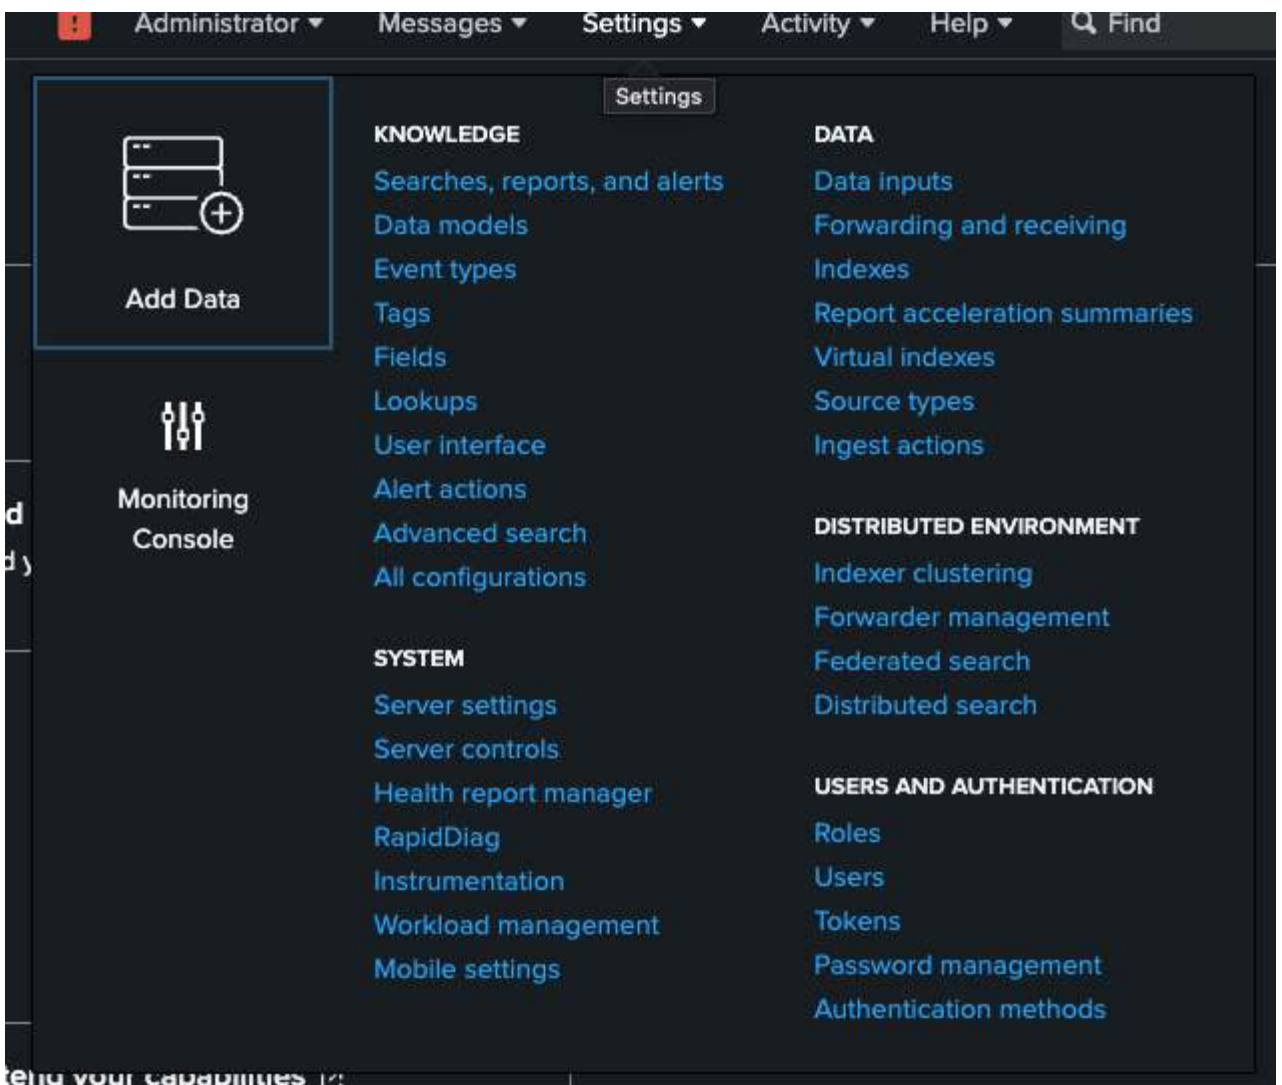 ! Administrator Messages Settings Activity Help Find
Settings
Add Data
Monitoring
Console
KNOWLEDGE
Searches, reports, and alerts
Data models
Event types
Tags
Fields
Lookups
User interface
Alert actions
Advanced search
All configurations
SYSTEM
Server settings
Server controls
Health report manager
RapidDiag
Instrumentation
Workload management
Mobile settings
DATA
Data inputs
Forwarding and receiving
Indexes
Report acceleration summaries
Virtual indexes
Source types
Ingest actions
DISTRIBUTED ENVIRONMENT
Indexer clustering
Forwarder management
Federated search
Distributed search
USERS AND AUTHENTICATION
Roles
Users
Tokens
Password management
Authentication methods
d
d y
tend your capabilities